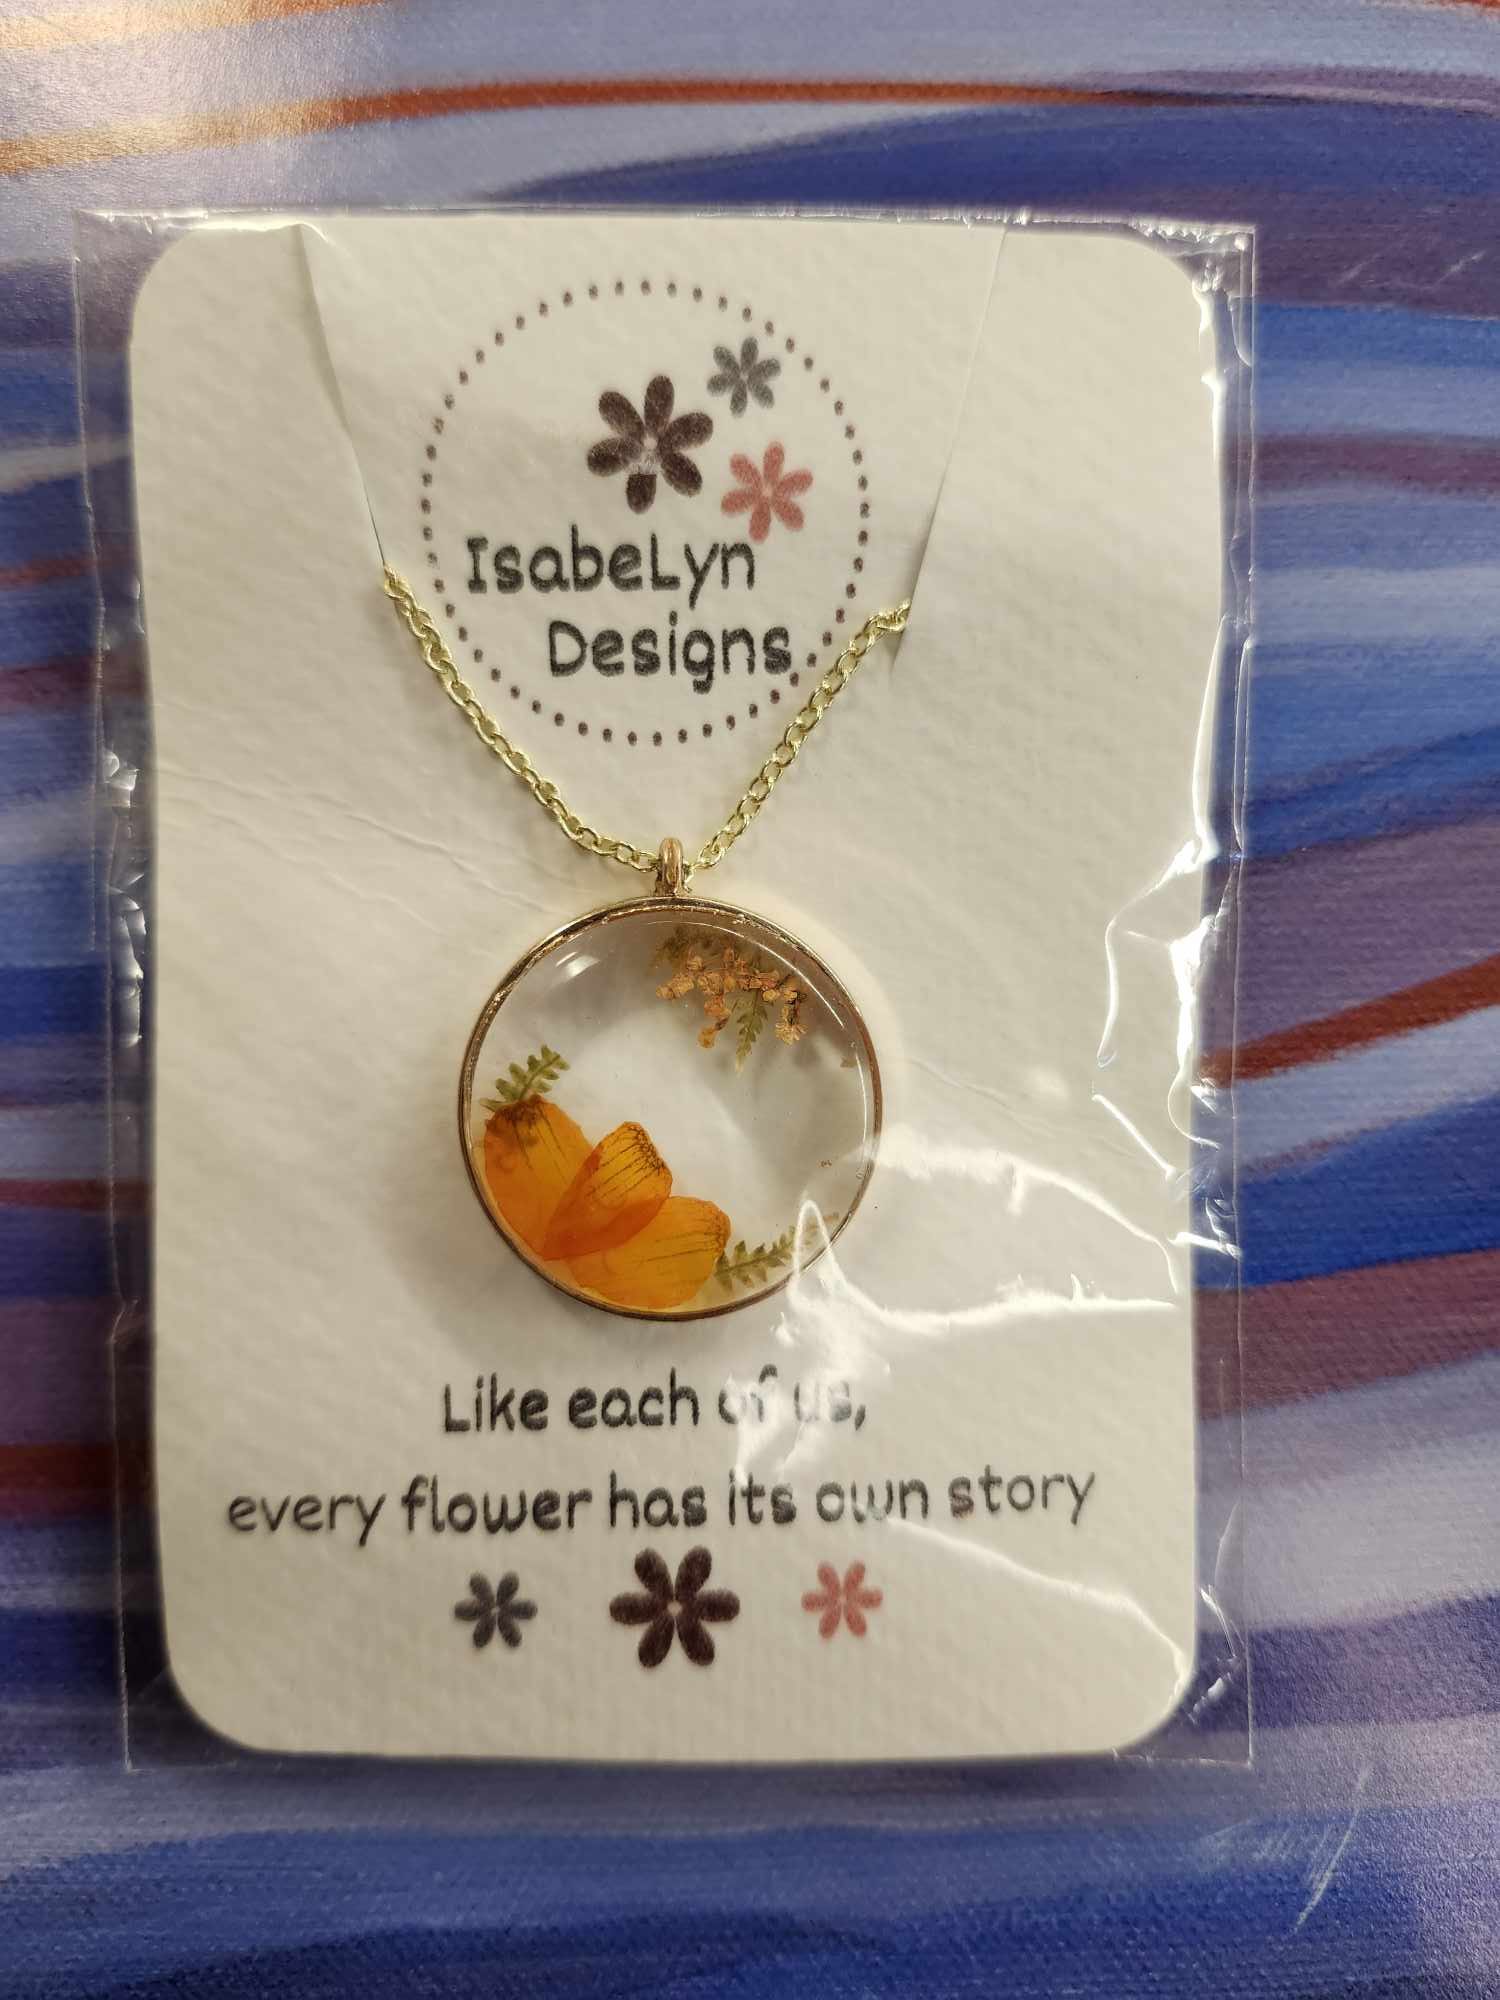 IsabeLyn
Designs
Like each of us,
every flower has its own story